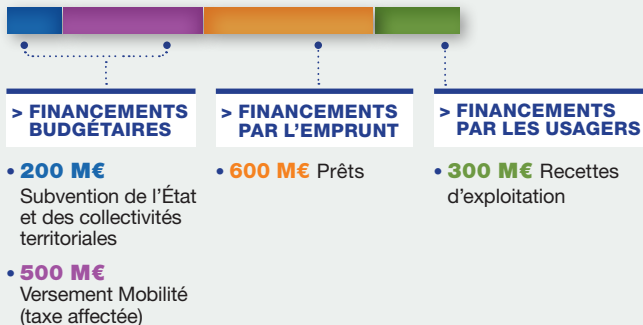 > FINANCEMENTS
BUDGÉTAIRES
• 200 M€
Subvention de l’État
et des collectivités
territoriales
• 500 M€
Versement Mobilité
(taxe affectée)
> FINANCEMENTS
PAR L’EMPRUNT
• 600 M€ Prêts
> FINANCEMENTS
PAR LES USAGERS
• 300 M€ Recettes
d’exploitation